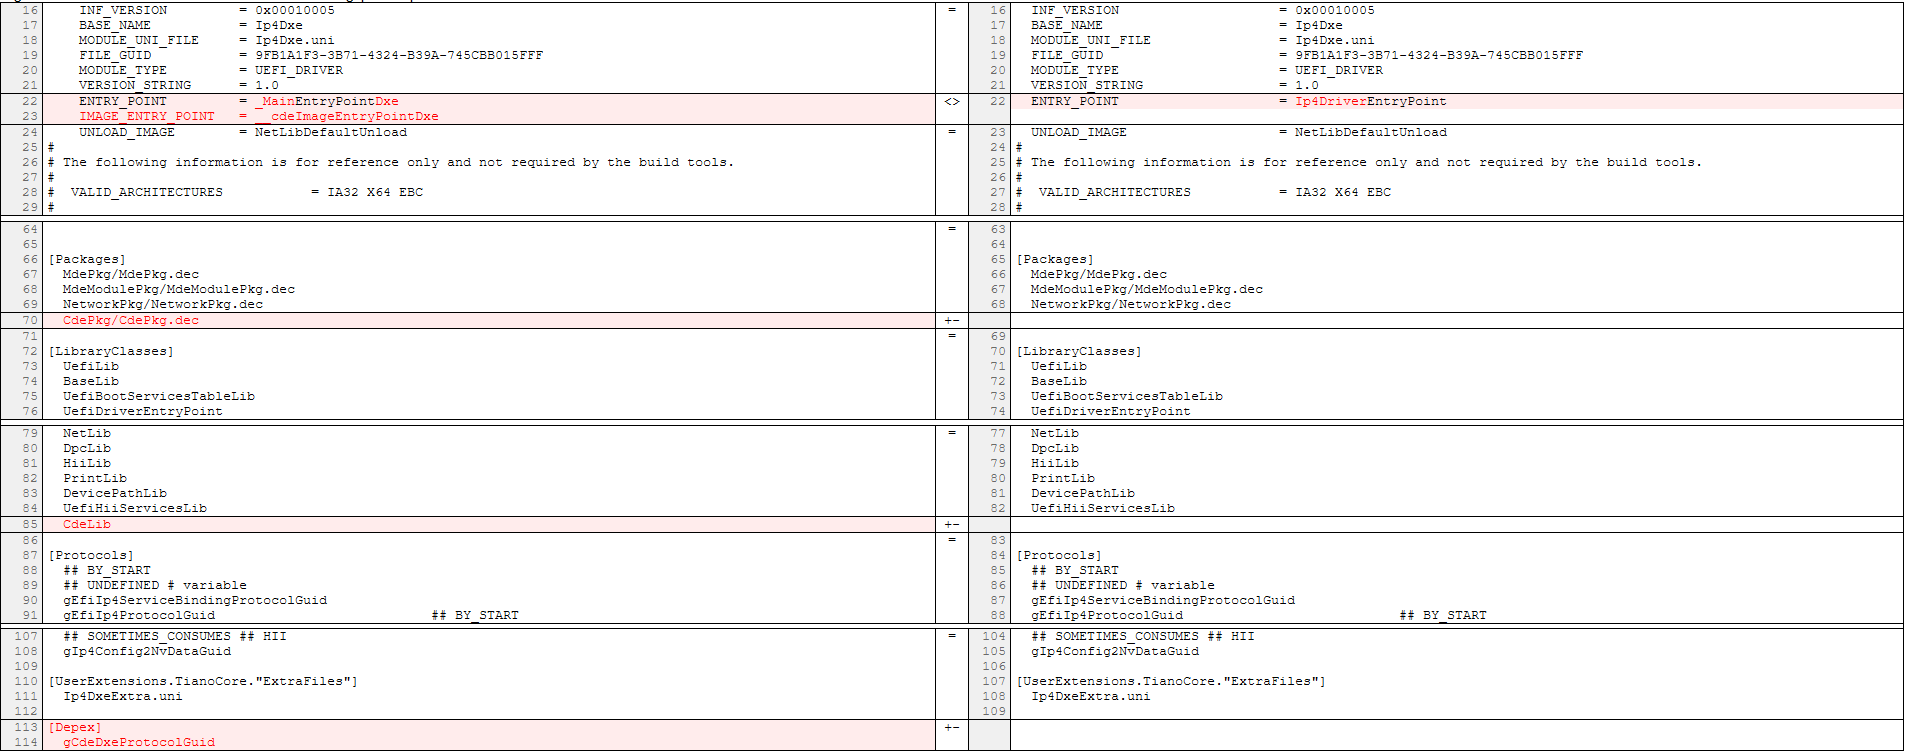 16 INF_VERSION = 0x00010005 = 16 INF_VERSION = 0x00010005
17 BASE_NAME = Ip4Dxe 17 BASE_NAME = Ip4Dxe
18 MODULE_UNI_FILE = Ip4Dxe.uni 18 MODULE_UNI_FILE = Ip4Dxe.uni
19 FILE_GUID = 9FB1A1F3-3B71-4324-B39A-745CBB015FFF 19 FILE_GUID = 9FB1A1F3-3B71-4324-B39A-745CBB015FFF
20 MODULE_TYPE = UEFI_DRIVER 20 MODULE_TYPE = UEFI_DRIVER
21 VERSION_STRING = 1.0 21 VERSION_STRING = 1.0
22 ENTRY_POINT = _MainEntryPointDxe <> 22 ENTRY_POINT = Ip4DriverEntryPoint
23 IMAGE_ENTRY_POINT = __cdeImageEntryPointDxe
24 UNLOAD_IMAGE = NetLibDefaultUnload = 23 UNLOAD_IMAGE = NetLibDefaultUnload
25 # 24 #
26 # The following information is for reference only and not required by the build tools. 25 # The following information is for reference only and not required by the build tools.
27 # 26 #
28 # VALID_ARCHITECTURES = IA32 X64 EBC 27 # VALID_ARCHITECTURES = IA32 X64 EBC
29 # 28 #
64 = 63
65 64
66 [Packages] 65 [Packages]
67 MdePkg/MdePkg.dec 66 MdePkg/MdePkg.dec
68 MdeModulePkg/MdeModulePkg.dec 67 MdeModulePkg/MdeModulePkg.dec
69 NetworkPkg/NetworkPkg.dec 68 NetworkPkg/NetworkPkg.dec
70 CdePkg/CdePkg.dec +-
71 = 69
72 [LibraryClasses] 70 [LibraryClasses]
73 UefiLib 71 UefiLib
74 BaseLib 72 BaseLib
75 UefiBootServicesTableLib 73 UefiBootServicesTableLib
76 UefiDriverEntryPoint 74 UefiDriverEntryPoint
79 NetLib = 77 NetLib
80 DpcLib 78 DpcLib
81 HiiLib 79 HiiLib
82 PrintLib 80 PrintLib
83 DevicePathLib 81 DevicePathLib
84 UefiHiiServicesLib 82 UefiHiiServicesLib
85 CdeLib +-
86 = 83
87 [Protocols] 84 [Protocols]
88 ## BY_START 85 ## BY_START
89 ## UNDEFINED # variable 86 ## UNDEFINED # variable
90 gEfiIp4ServiceBindingProtocolGuid 87 gEfiIp4ServiceBindingProtocolGuid
91 gEfiIp4ProtocolGuid ## BY_START 88 gEfiIp4ProtocolGuid ## BY_START
107 ## SOMETIMES_CONSUMES ## HII = 104 ## SOMETIMES_CONSUMES ## HII
108 gIp4Config2NvDataGuid 105 gIp4Config2NvDataGuid
109 106
110 [UserExtensions.TianoCore."ExtraFiles"] 107 [UserExtensions.TianoCore."ExtraFiles"]
111 Ip4DxeExtra.uni 108 Ip4DxeExtra.uni
112 109
113 [Depex] +-
114 gCdeDxeProtocolGuid